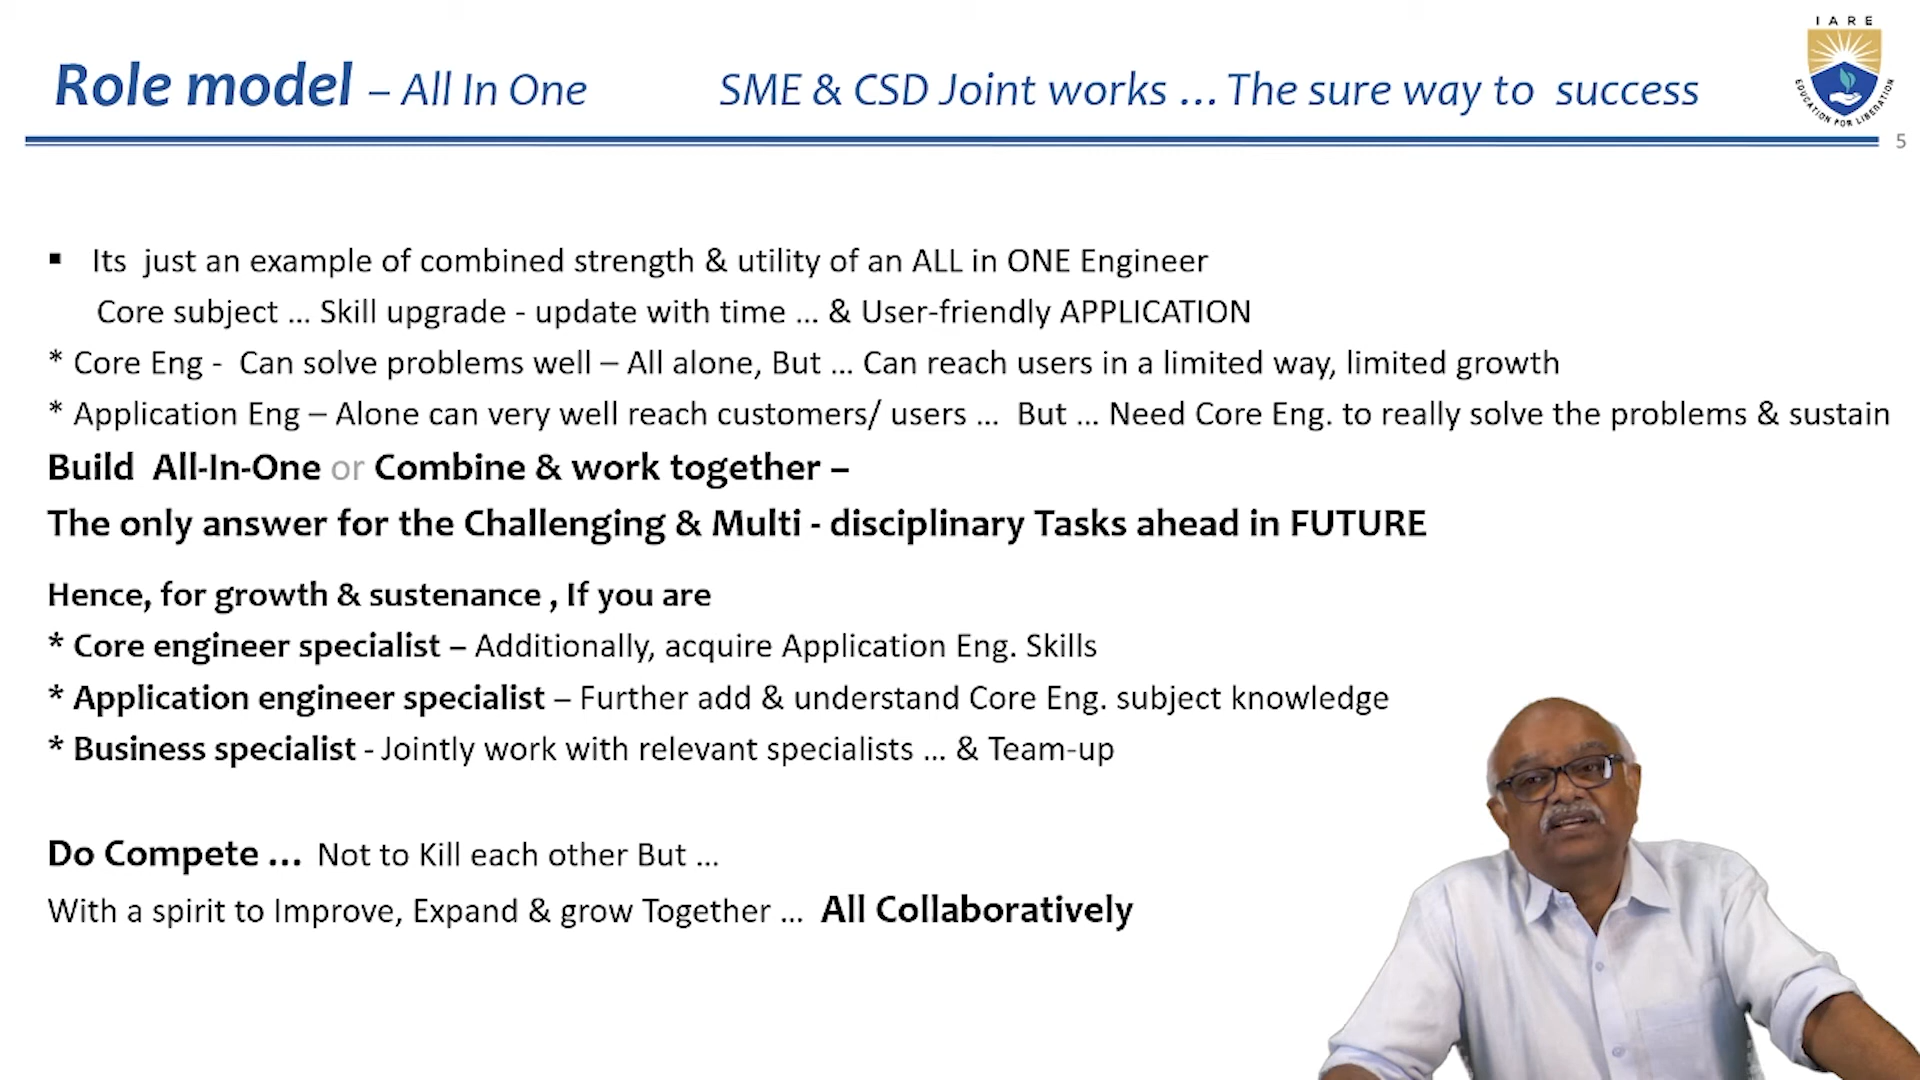 IARE
EDUCATION FOR LIBERATION
Role model – All In One SME & CSD Joint works ... The sure way to success
5
▪ Its just an example of combined strength & utility of an ALL in ONE Engineer
Core subject ... Skill upgrade - update with time ... & User-friendly APPLICATION
* Core Eng - Can solve problems well – All alone, But ... Can reach users in a limited way, limited growth
* Application Eng – Alone can very well reach customers/ users ... But ... Need Core Eng. to really solve the problems & sustain
Build All-In-One or Combine & work together –
The only answer for the Challenging & Multi - disciplinary Tasks ahead in FUTURE
Hence, for growth & sustenance , If you are
* Core engineer specialist – Additionally, acquire Application Eng. Skills
* Application engineer specialist – Further add & understand Core Eng. subject knowledge
* Business specialist - Jointly work with relevant specialists ... & Team-up
Do Compete ... Not to Kill each other But ...
With a spirit to Improve, Expand & grow Together ... All Collaboratively